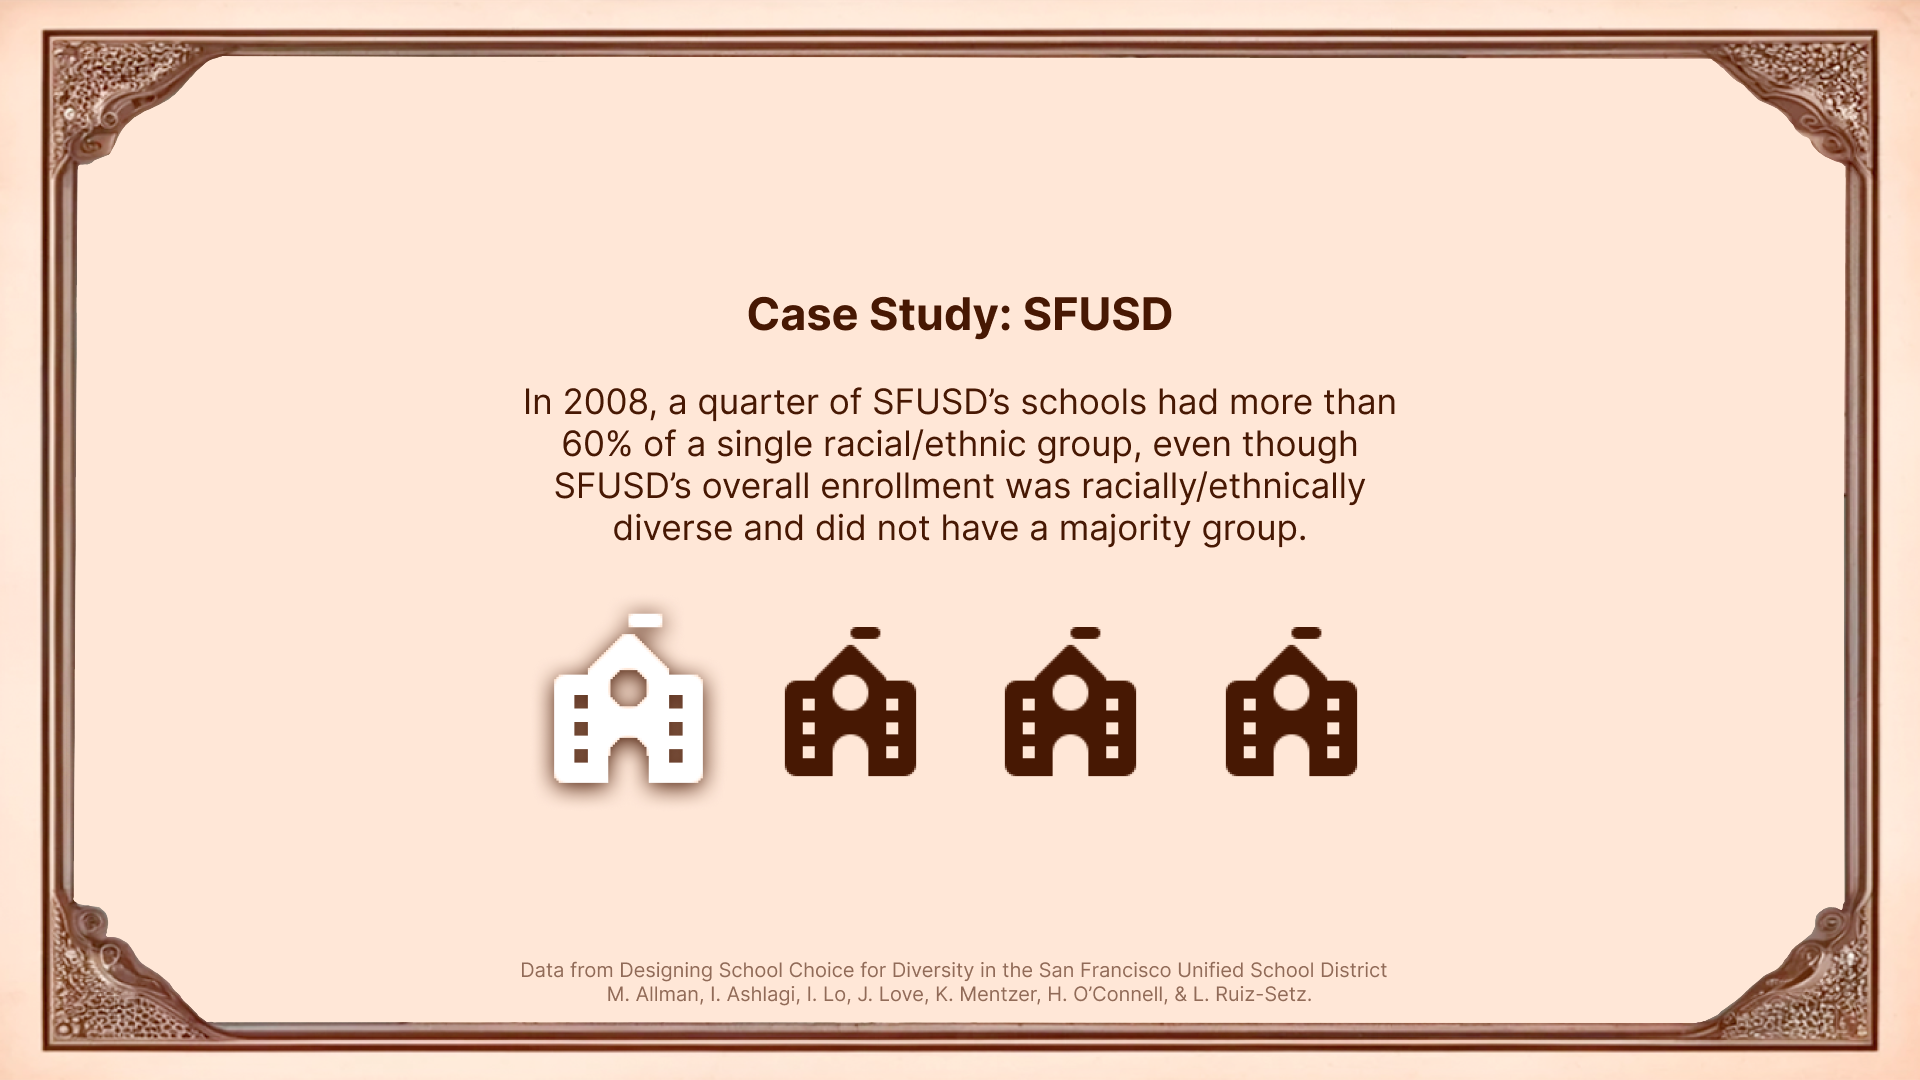 Case Study: SFUSD
In 2008, a quarter of SFUSD’s schools had more than
60% of a single racial/ethnic group, even though
SFUSD’s overall enrollment was racially/ethnically
diverse and did not have a majority group.
Data from Designing School Choice for Diversity in the San Francisco Unified School District
M. Allman, I. Ashlagi, I. Lo, J. Love, K. Mentzer, H. O’Connell, & L. Ruiz-Setz.